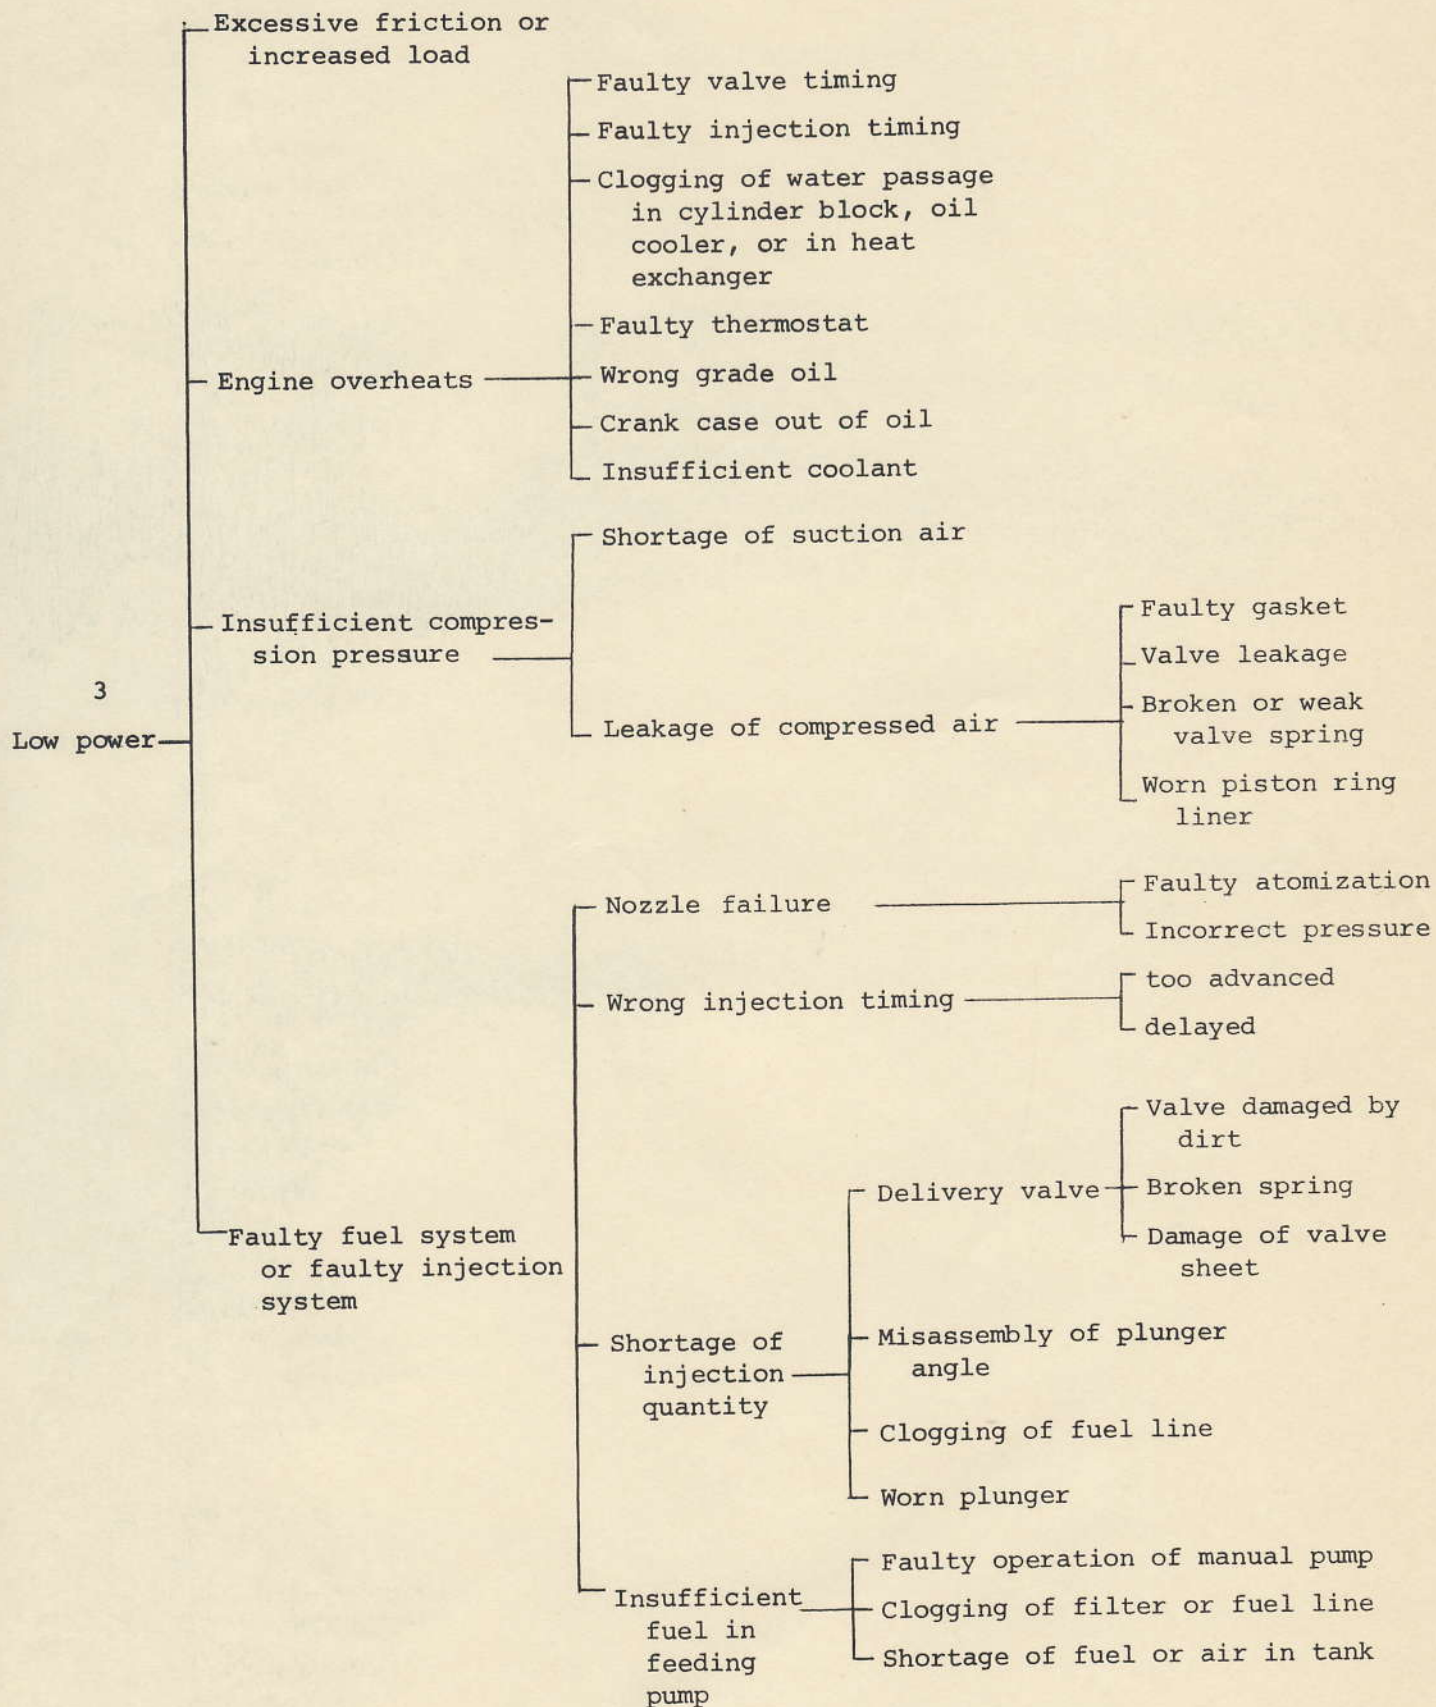 Excessive friction or
increased load
Faulty valve timing
Faulty injection timing
Clogging of water passage
in cylinder block, oil
cooler, or in heat
exchanger
Faulty thermostat
Engine overheats
Wrong grade oil
Crank case out of oil
Insufficient coolant
Shortage of suction air
Insufficient compres-
sion pressure
Faulty gasket
Valve leakage
3
Low power
Leakage of compressed air
Broken or weak
valve spring
Worn piston ring
liner
Nozzle failure
Faulty atomization
Incorrect pressure
Wrong injection timing
too advanced
delayed
Valve damaged by
dirt
Delivery valve
Broken spring
Damage of valve
sheet
Faulty fuel system
or faulty injection
system
Shortage of
injection
quantity
Misassembly of plunger
angle
Clogging of fuel line
Worn plunger
Insufficient
fuel in
feeding
pump
Faulty operation of manual pump
Clogging of filter or fuel line
Shortage of fuel or air in tank